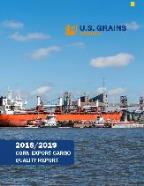 U.S. GRAINS
2018/2019
CORN EXPORT CARGO
QUALITY REPORT